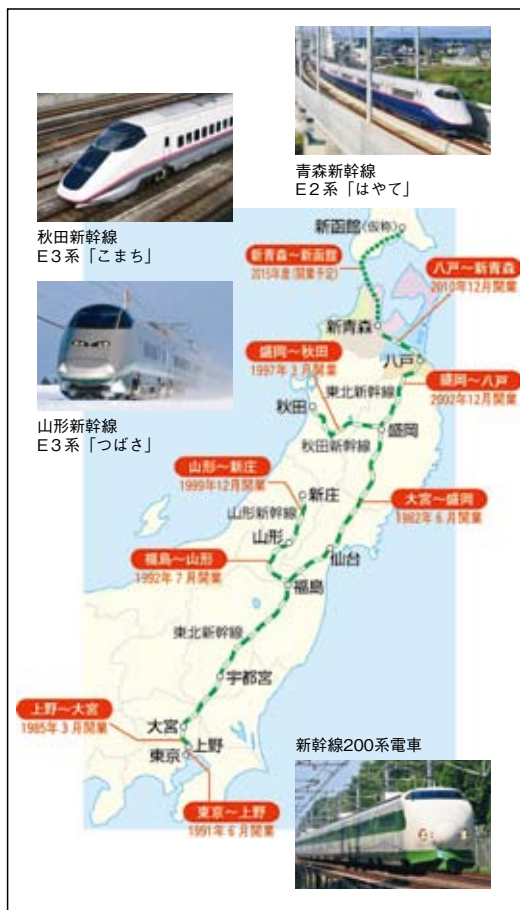 青森新幹線
E2系「はやて」
秋田新幹線
E3系「こまち」
山形新幹線
E3系「つばさ」
新函館(仮称)
新青森〜新函館
2015年度(開業予定)
八戸〜新青森
2010年12月開業
新青森
八戸
盛岡〜秋田
1997年3月開業
盛岡〜八戸
2002年12月開業
東北新幹線
秋田
盛岡
秋田新幹線
山形〜新庄
1999年12月開業
新庄
山形新幹線
大宮〜盛岡
1982年6月開業
山形
仙台
福島〜山形
1992年7月開業
福島
東北新幹線
宇都宮
上野〜大宮
1985年3月開業
大宮
上野
東京
東京〜上野
1991年6月開業
新幹線200系電車